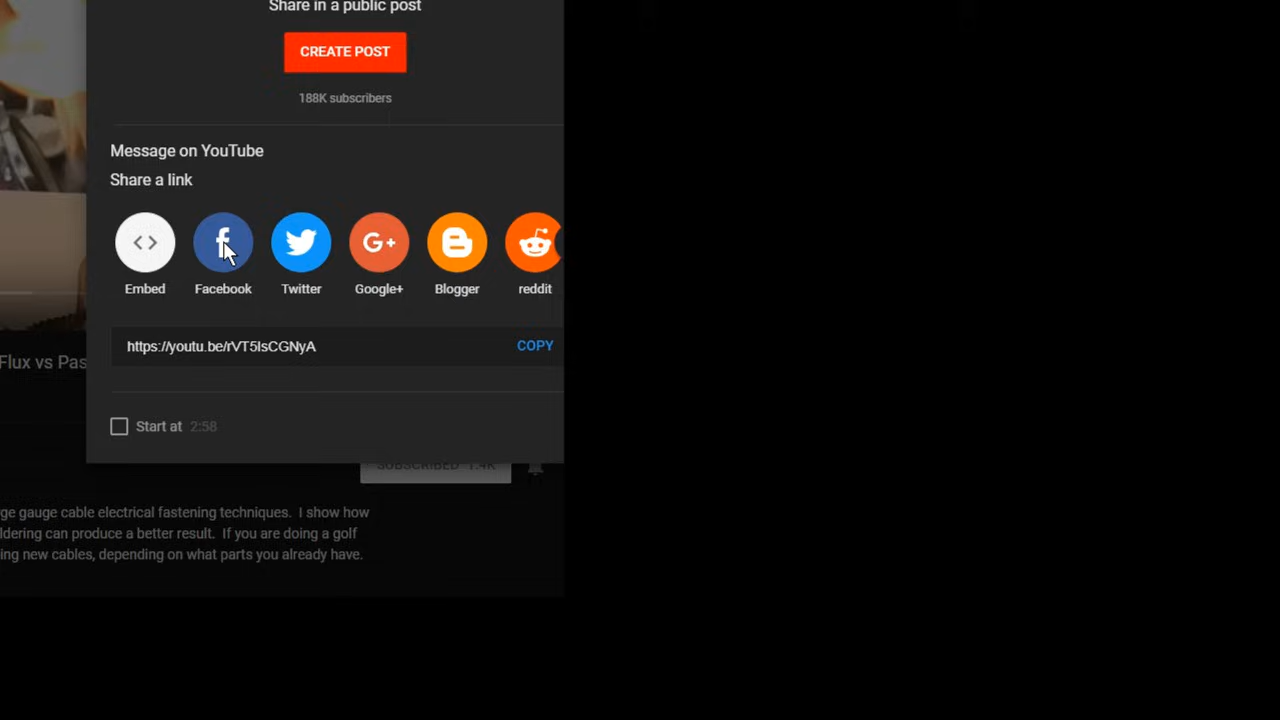 Share in a public post
CREATE POST
188K subscribers
Message on YouTube
Share a link
Embed
Facebook
Twitter
G+
Google+
Blogger
reddit
https://youtu.be/rVT5IsCGNyA
COPY
Flux vs Pas
Start at 2:58
SUBSCRIBED 1.4K
ge gauge cable electrical fastening techniques. I show how
ldering can produce a better result. If you are doing a golf
ing new cables, depending on what parts you already have.